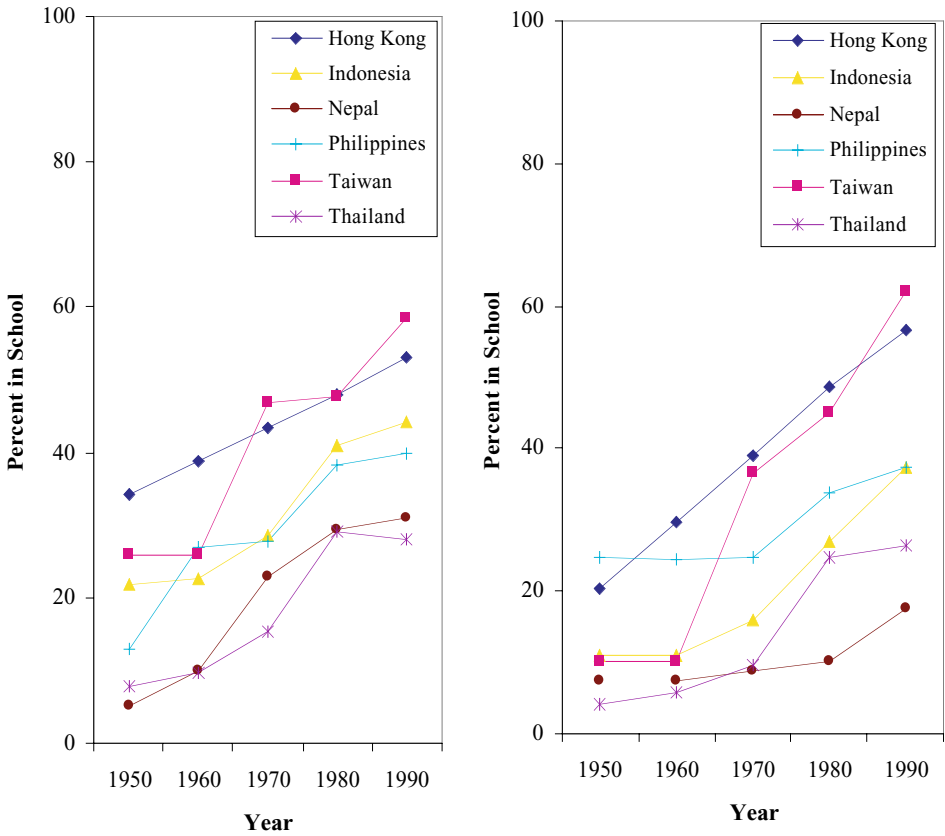 100
80
60
40
20
0
Percent in School
Hong Kong
Indonesia
Nepal
Philippines
Taiwan
Thailand
1950 1960 1970 1980 1990
Year
100
80
60
40
20
0
Percent in School
Hong Kong
Indonesia
Nepal
Philippines
Taiwan
Thailand
1950 1960 1970 1980 1990
Year